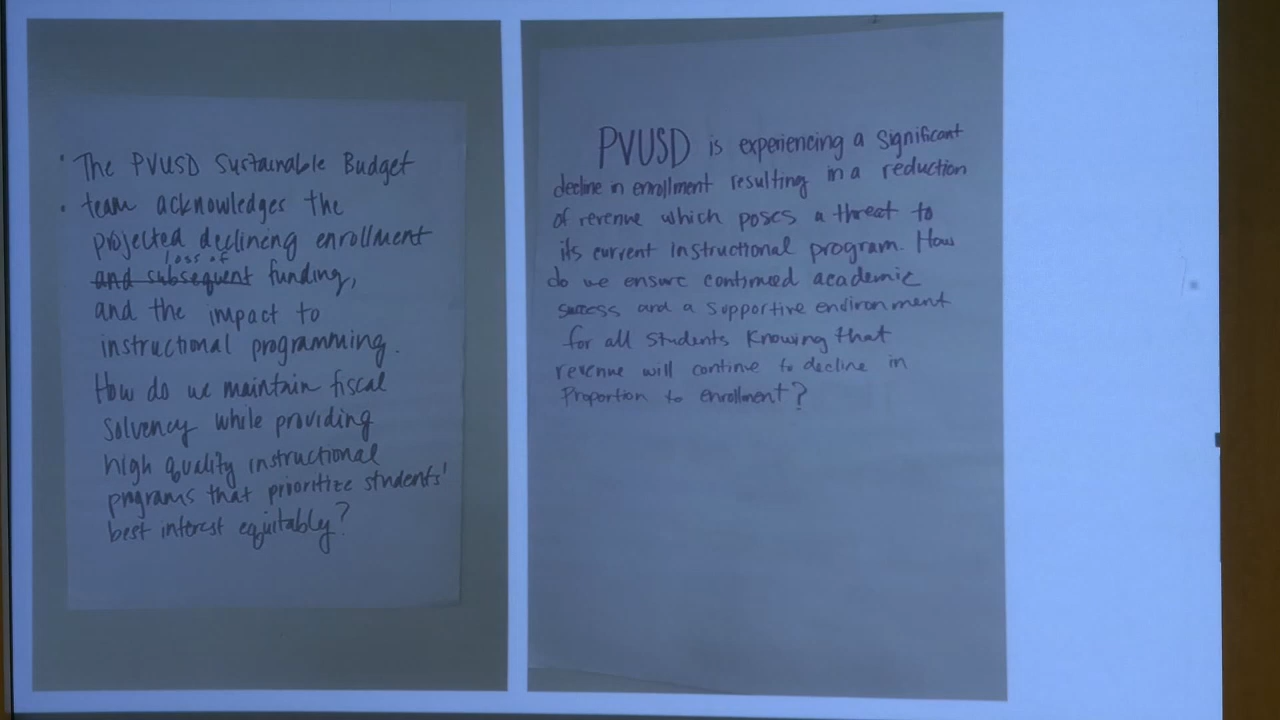 • The PVUSD Sustainable Budget
• team acknowledges the
projected declining enrollment
loss of
and subsequent funding,
and the impact to
instructional programming.
How do we maintain fiscal
solvency while providing
high quality instructional
programs that prioritize students'
best interest equitably?
PVUSD is experiencing a significant
decline in enrollment resulting in a reduction
of revenue which poses a threat to
its current instructional program. How
do we ensure continued academic
success and a supportive environment
for all students knowing that
revenue will continue to decline in
proportion to enrollment?